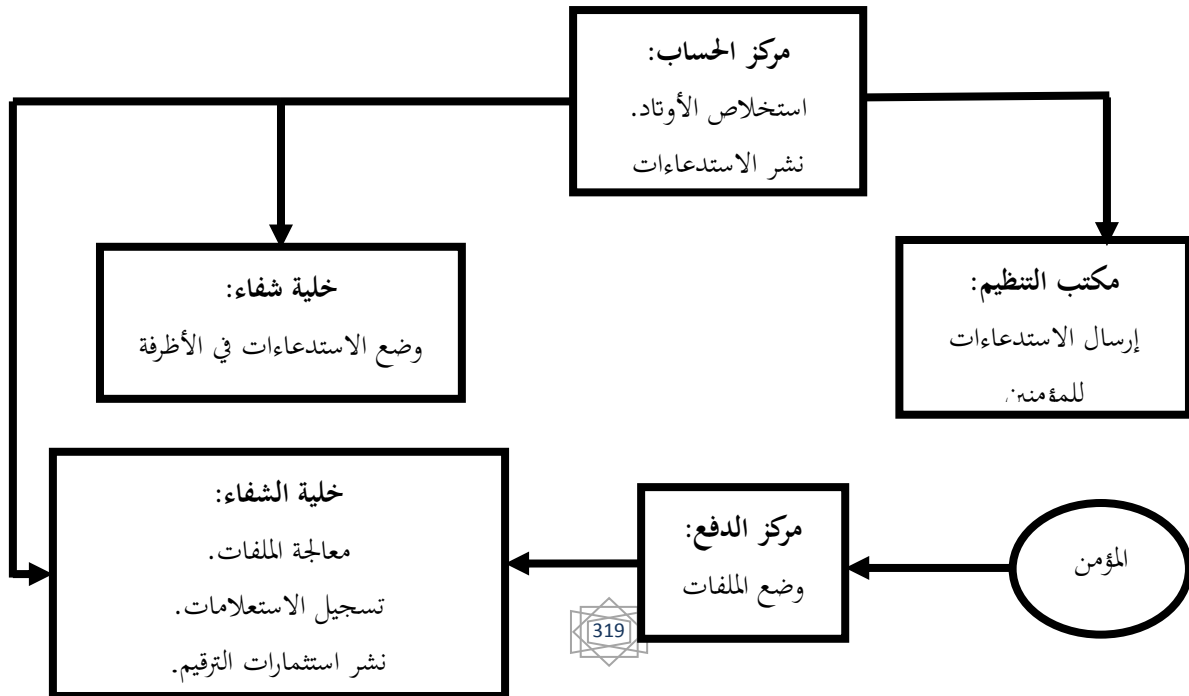 مركز الحساب:
استخلاص الأوتاد.
نشر الاستدعاءات
مكتب التنظيم:
إرسال الاستدعاءات
للمؤمنين
خلية شفاء:
وضع الاستدعاءات في الأظرفة
المؤمن
مركز الدفع:
وضع الملفات
خلية الشفاء:
معالجة الملفات.
تسجيل الاستعلامات.
نشر استثمارات الترقيم.
319